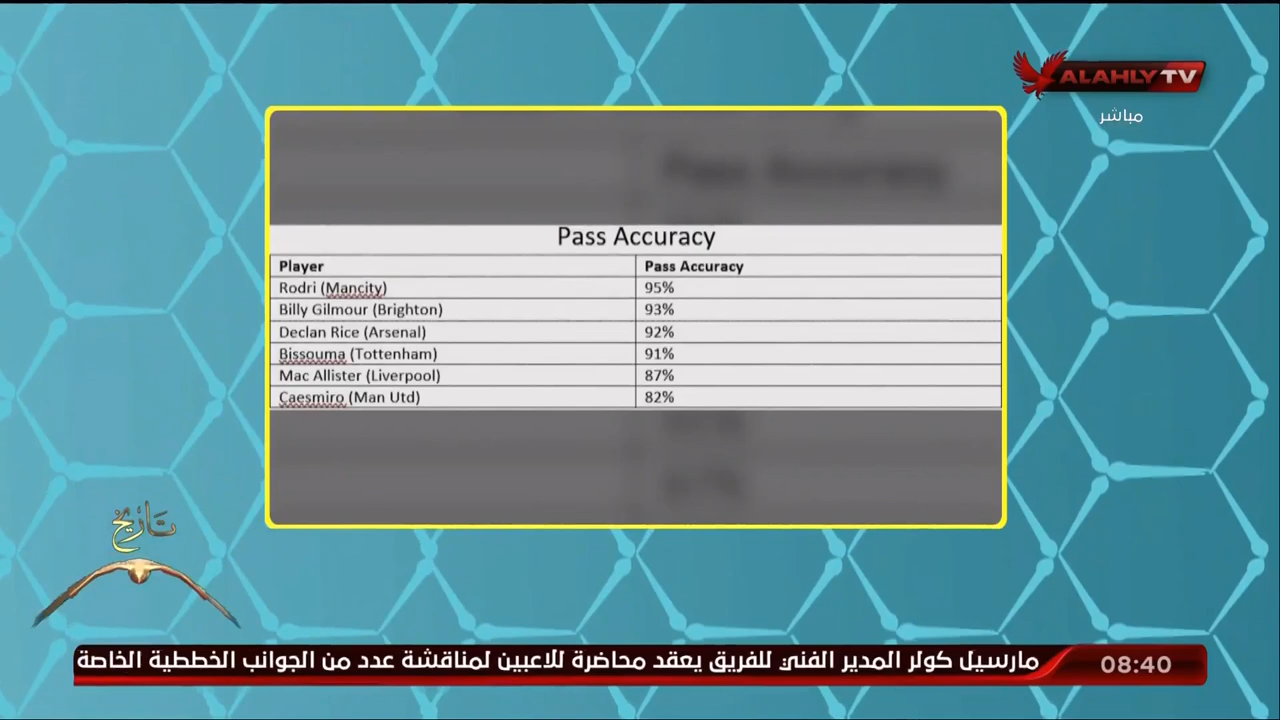 ALAHLY TV
مباشر
Pass Accuracy
Pass Accuracy
Player Pass Accuracy
Rodri (Mancity) 95%
Billy Gilmour (Brighton) 93%
Declan Rice (Arsenal) 92%
Bissouma (Tottenham) 91%
Mac Allister (Liverpool) 87%
Caesmiro (Man Utd) 82%
تاريخ
مارسيل كولر المدير الفني للفريق يعقد محاضرة للاعبين لمناقشة عدد من الجوانب الخططية الخاصة
08:40